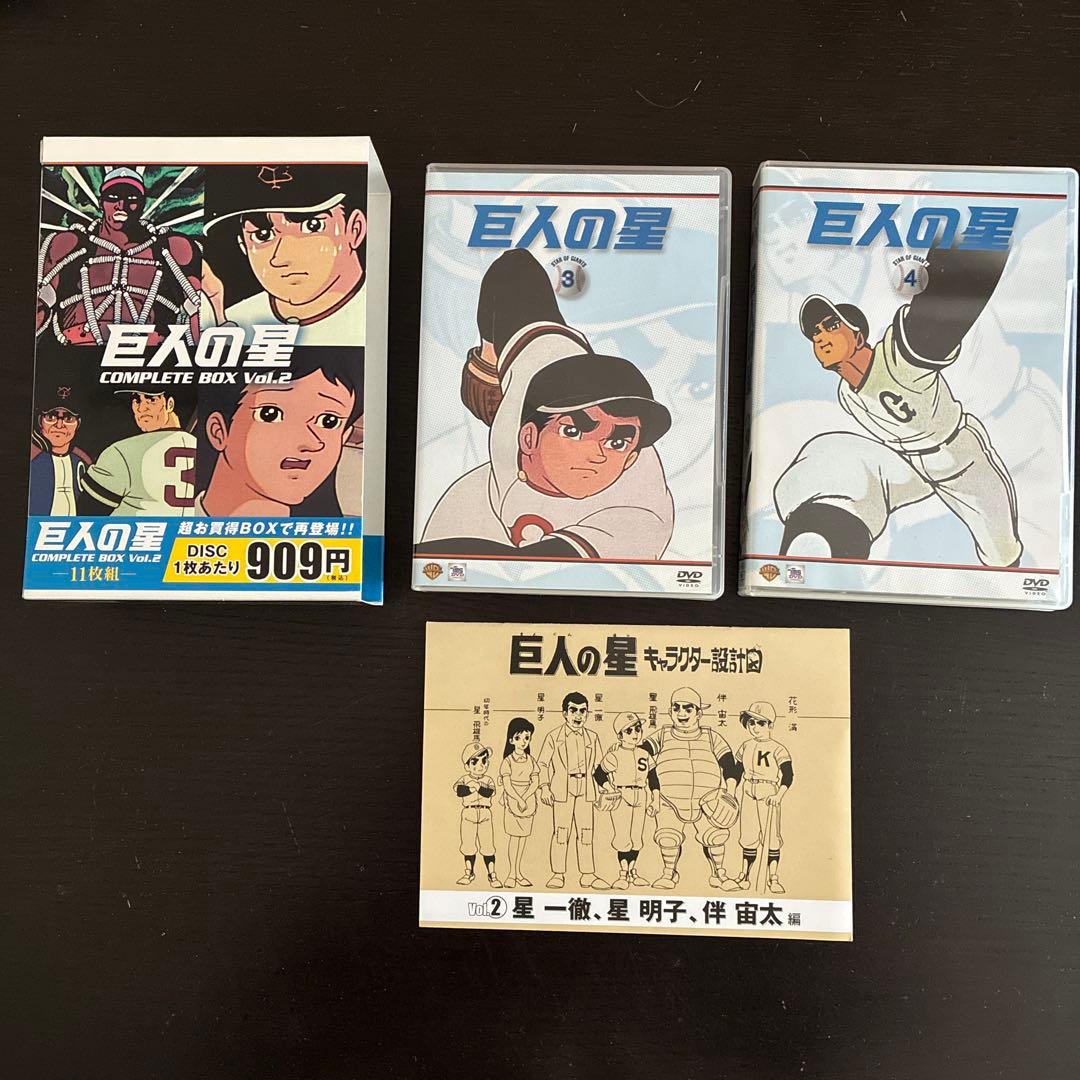 巨人の星
COMPLETE BOX Vol.2
3
巨人の星
COMPLETE BOX Vol.2
11枚組
超お買得BOXで再登場!!
DISC
1枚あたり
909円
(税込)
巨人の星
STAR OF GIANTS
3
DVD
VIDEO
巨人の星
STAR OF GIANTS
4
G
DVD
VIDEO
巨人の星 キャラクター設計図
幼年時代の
星 飛雄馬
星 明子
星 一徹
星 飛雄馬
伴 宙太
花形 満
S
K
Vol.② 星 一徹、星 明子、伴 宙太 編